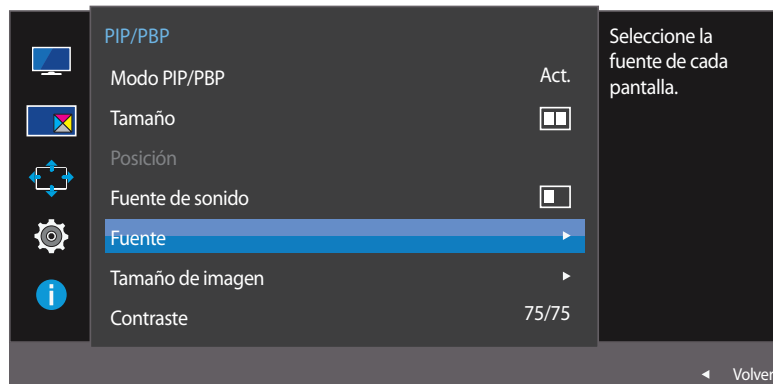 PIP/PBP
Modo PIP/PBP Act.
Tamaño
Posición
Fuente de sonido
Fuente
Tamaño de imagen
Contraste 75/75
Seleccione la
fuente de cada
pantalla.
Volver